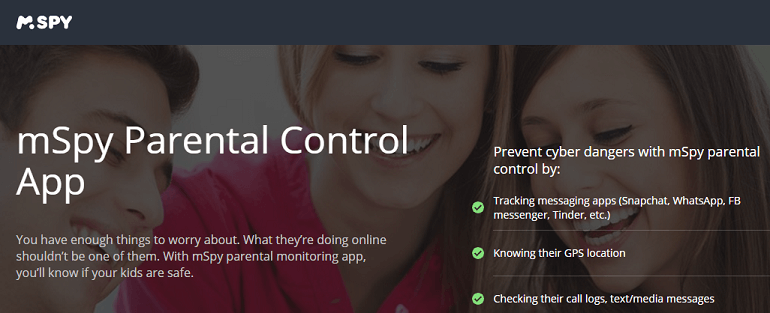 mSPY
mSpy Parental Control
App
You have enough things to worry about. What they're doing online
shouldn't be one of them. With mSpy parental monitoring app,
you'll know if your kids are safe.
Prevent cyber dangers with mSpy parental
control by:
Tracking messaging apps (Snapchat, WhatsApp, FB
messenger, Tinder, etc.)
Knowing their GPS location
Checking their call logs, text/media messages